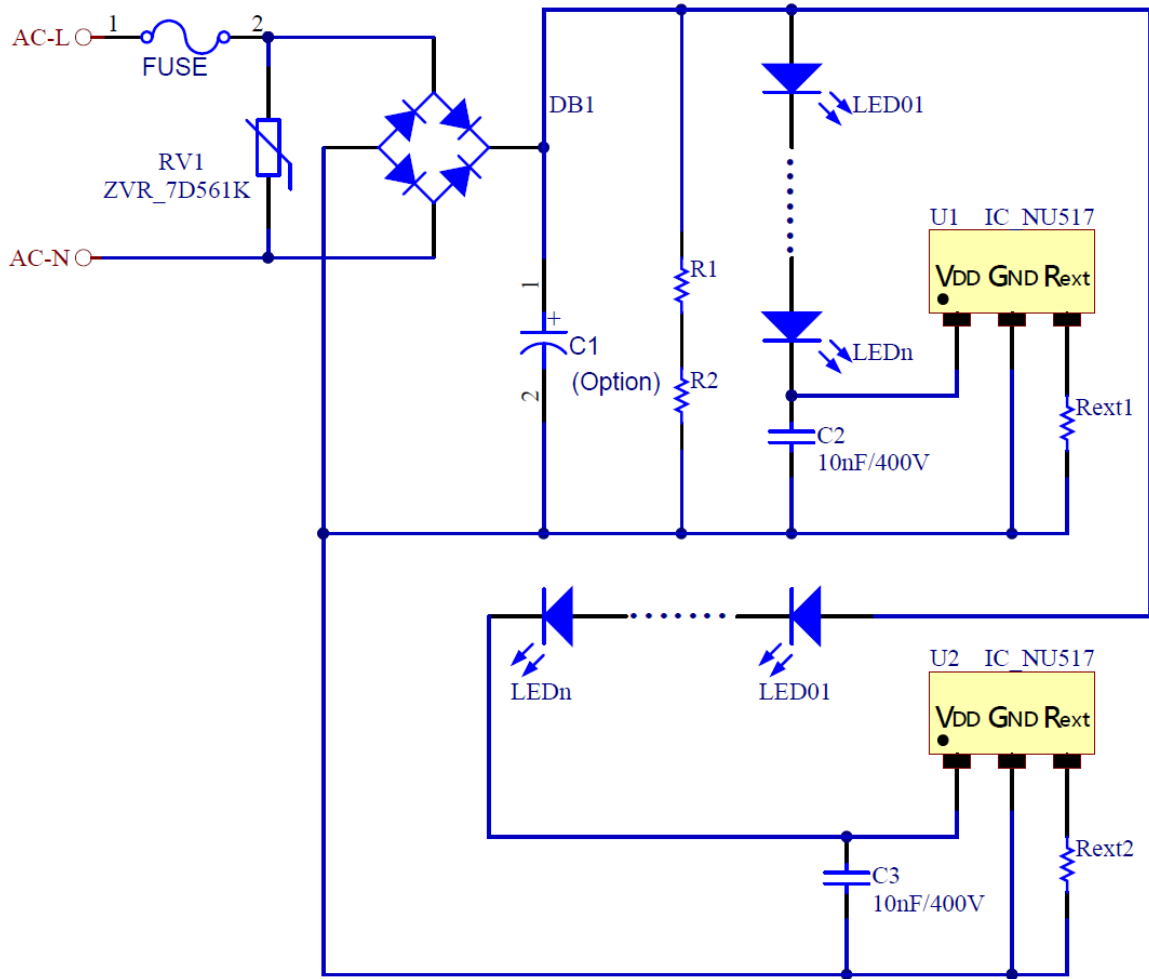 AC-L
1
2
FUSE
RV1
ZVR_7D561K
AC-N
DB1
1
+
C1
(Option)
2
R1
R2
LED01
LEDn
C2
10nF/400V
U1 IC_NU517
VDD GND Rext
Rext1
LEDn
LED01
U2 IC_NU517
VDD GND Rext
Rext2
C3
10nF/400V